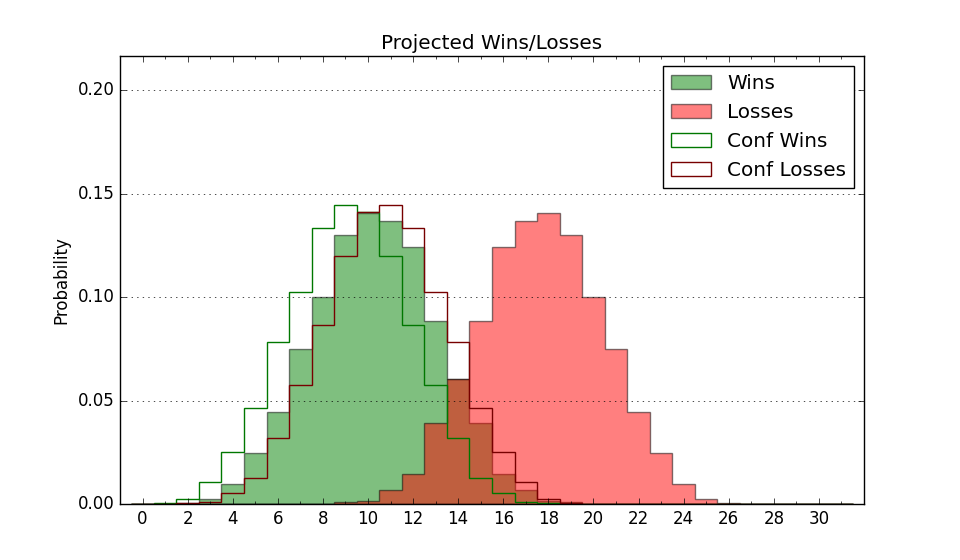 Projected Wins/Losses
Wins
Losses
Conf Wins
Conf Losses
Probability
0.20
0.15
0.10
0.05
0.00
0 2 4 6 8 10 12 14 16 18 20 22 24 26 28 30